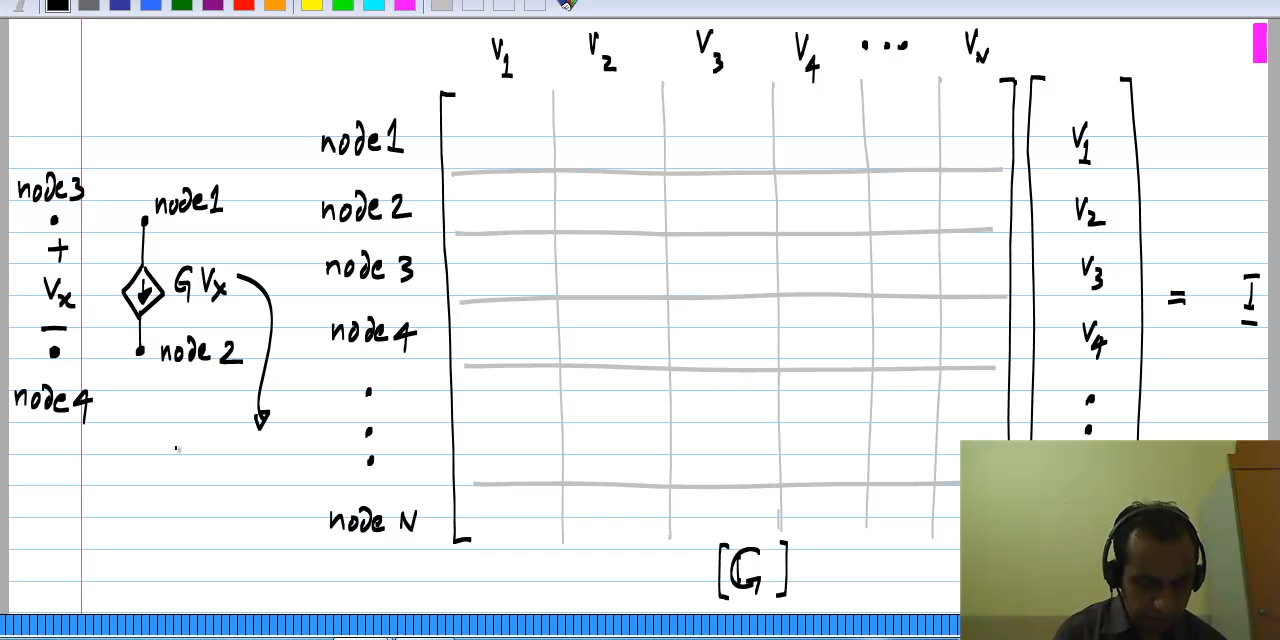 V1 V2 V3 V4 ... VN
node 1
node 2
node 3
node 4
.
.
.
node N
[G]
V1
V2
V3
V4
.
.
= I
node 3
+
Vx
–
node 4
node 1
G Vx
node 2